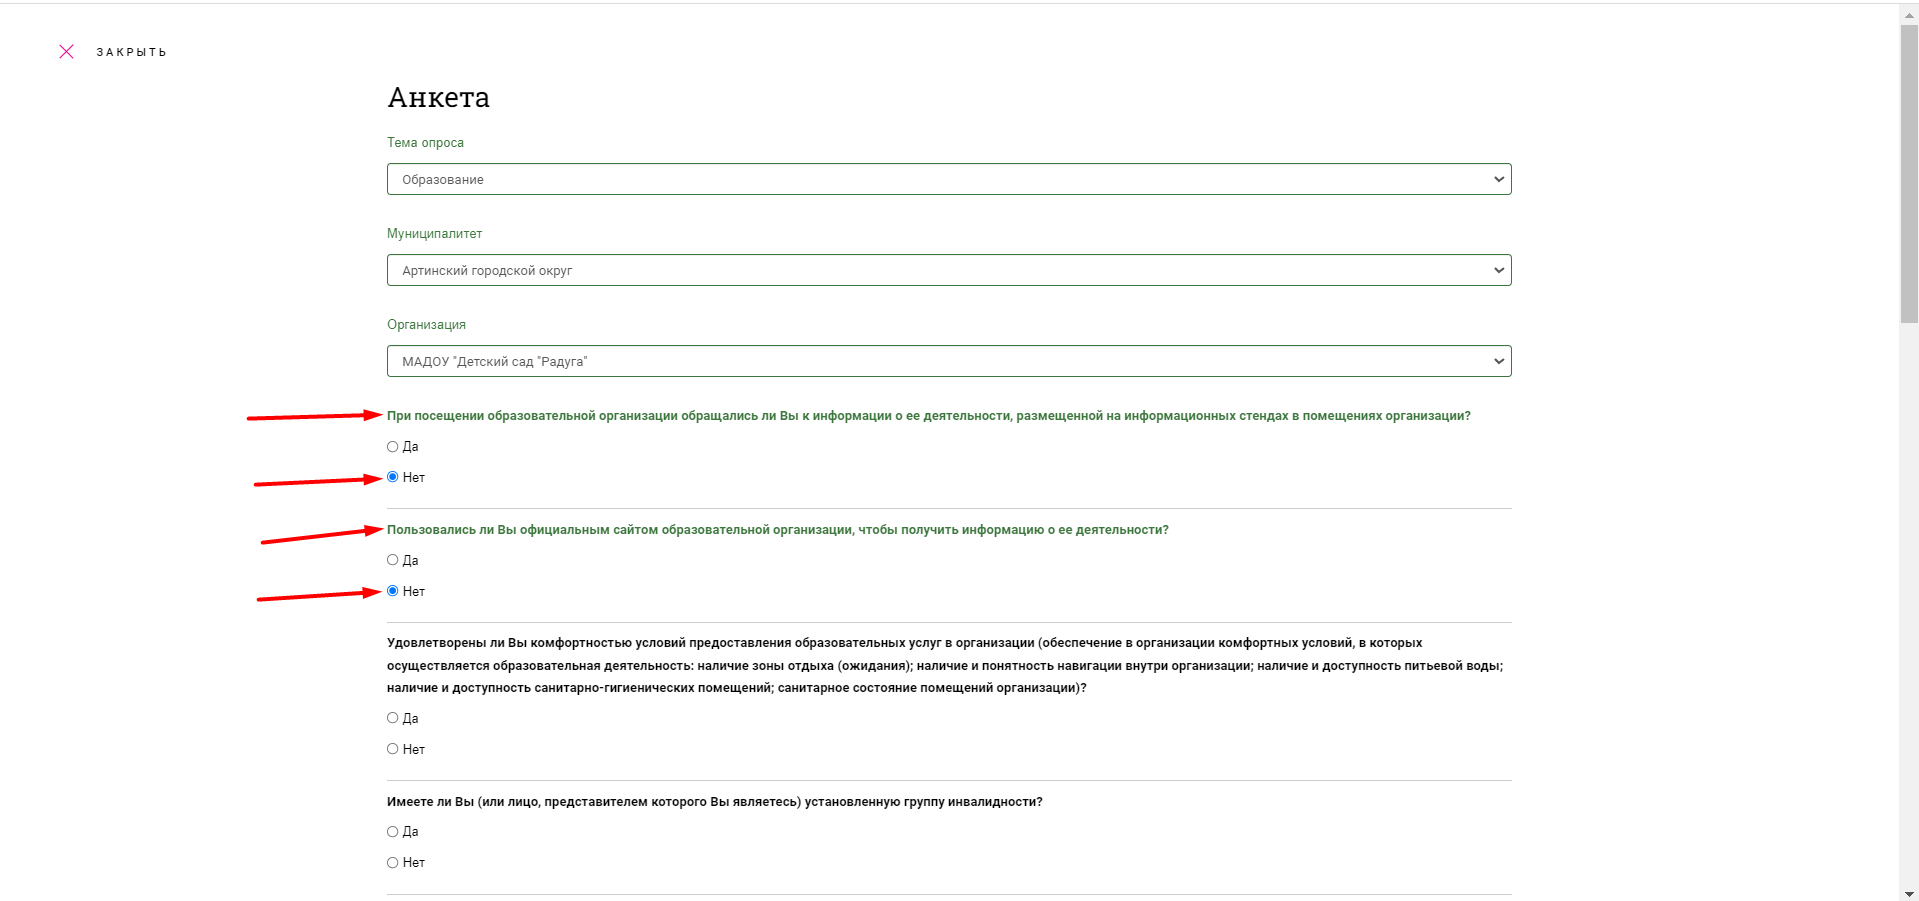 ЗАКРЫТЬ
Анкета
Тема опроса
Образование
Муниципалитет
Артинский городской округ
Организация
МАДОУ "Детский сад "Радуга"
При посещении образовательной организации обращались ли Вы к информации о ее деятельности, размещенной на информационных стендах в помещениях организации?
Да
Нет
Пользовались ли Вы официальным сайтом образовательной организации, чтобы получить информацию о ее деятельности?
Да
Нет
Удовлетворены ли Вы комфортностью условий предоставления образовательных услуг в организации (обеспечение в организации комфортных условий, в которых
осуществляется образовательная деятельность: наличие зоны отдыха (ожидания); наличие и понятность навигации внутри организации; наличие и доступность питьевой воды;
наличие и доступность санитарно-гигиенических помещений; санитарное состояние помещений организации)?
Да
Нет
Имеете ли Вы (или лицо, представителем которого Вы являетесь) установленную группу инвалидности?
Да
Нет